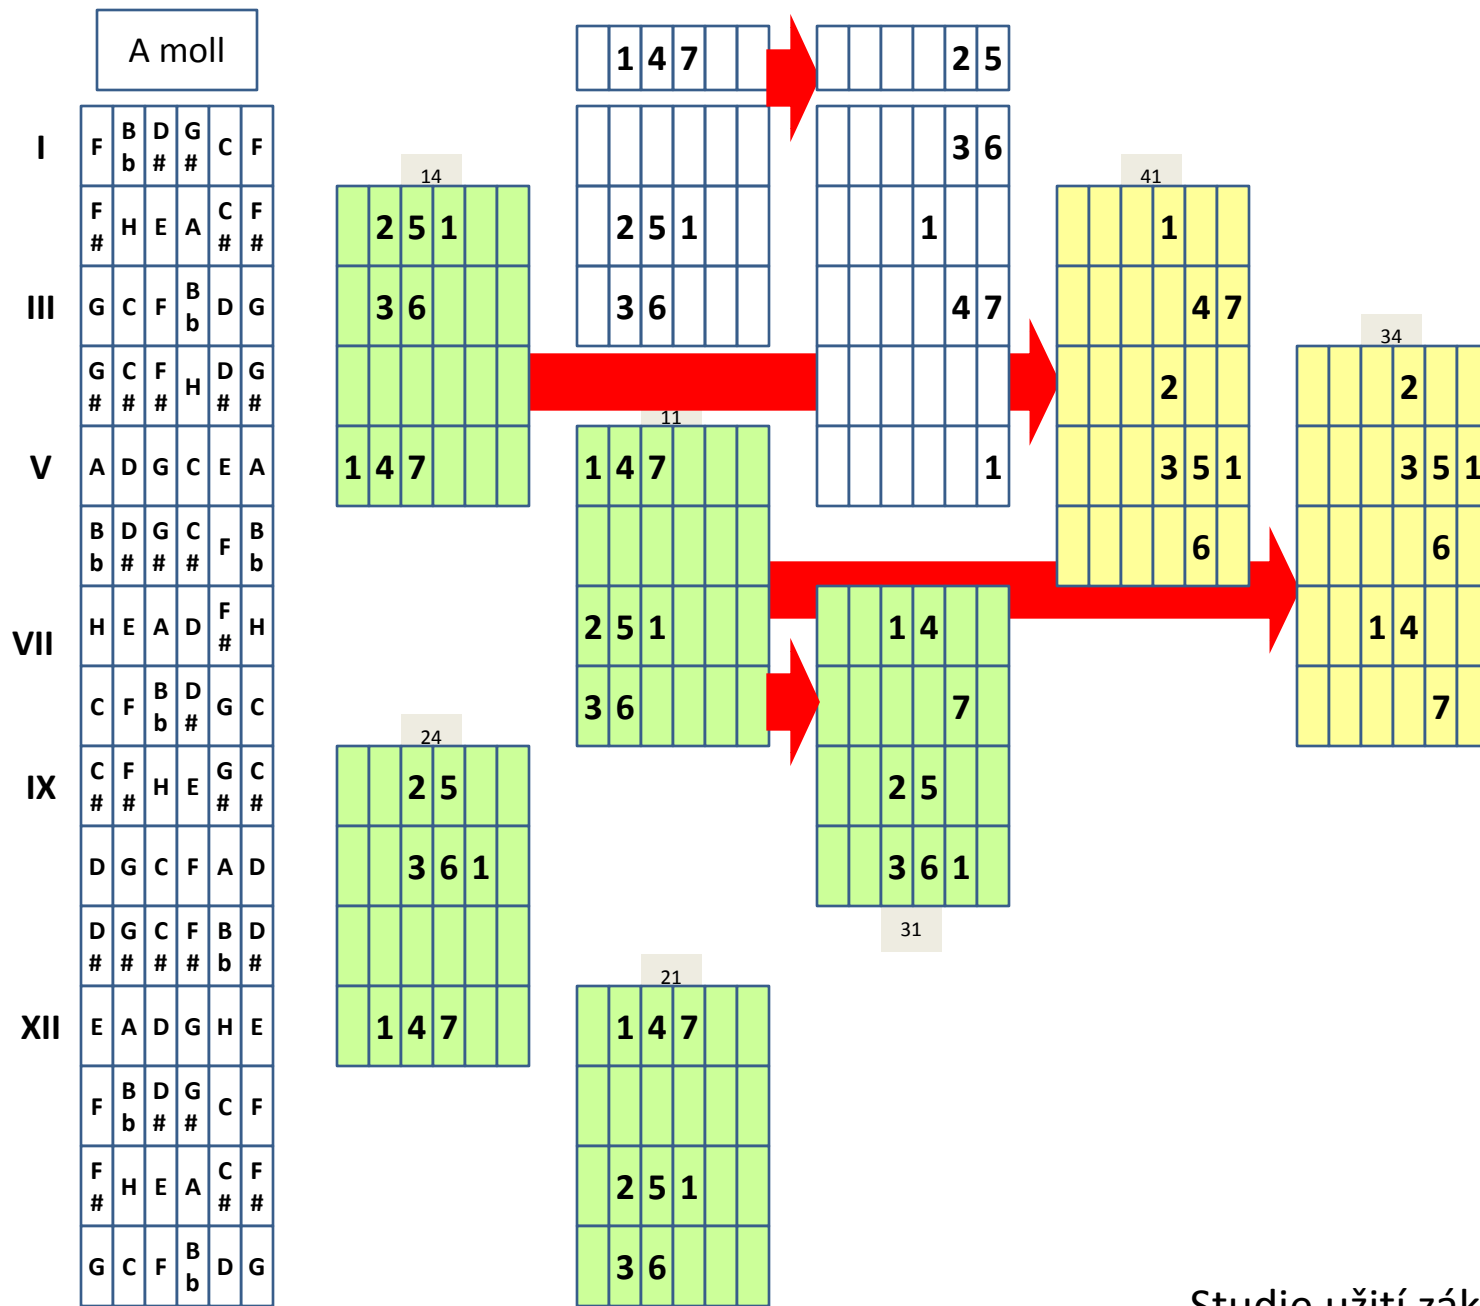 A moll
1 4 7
2 5
I F Bb D# G# C F
3 6
14
41
F# H E A C# F#
2 5 1
2 5 1
1
1
III G C F Bb D G
3 6
3 6
4 7
4 7
34
G# C# F# H D# G#
2
2
11
V A D G C E A
1 4 7
1 4 7
1
3 5 1
3 5 1
Bb D# G# C# F Bb
6
6
VII H E A D F# H
2 5 1
1 4
1 4
C F Bb D# G C
3 6
7
7
24
IX C# F# H E G# C#
2 5
2 5
D G C F A D
3 6 1
3 6 1
D# G# C# F# Bb D#
31
21
XII E A D G H E
1 4 7
1 4 7
F Bb D# G# C F
F# H E A C# F#
2 5 1
G C F Bb D G
3 6
Studie užití zák